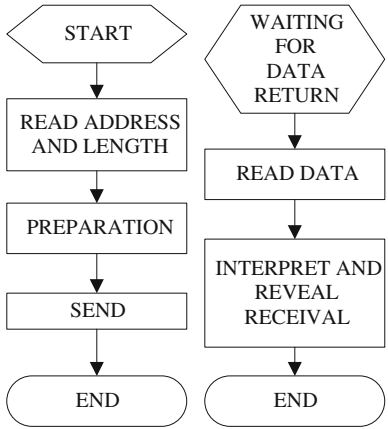 START
READ ADDRESS
AND LENGTH
PREPARATION
SEND
END
WAITING
FOR
DATA
RETURN
READ DATA
INTERPRET AND
REVEAL
RECEIVAL
END